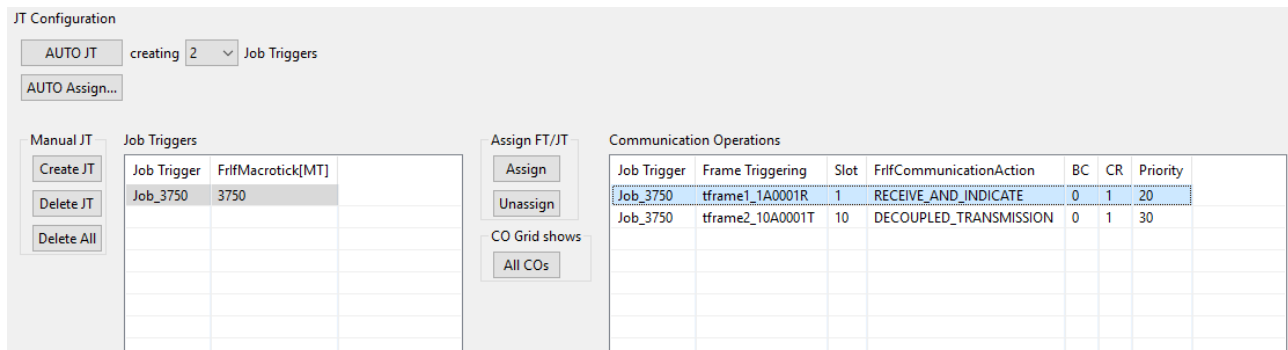 JT Configuration
AUTO JT creating 2 Job Triggers
AUTO Assign...
Manual JT
Create JT
Delete JT
Delete All
Job Triggers
Job Trigger FrIfMacrotick[MT]
Job_3750 3750
Assign FT/JT
Assign
Unassign
CO Grid shows
All COs
Communication Operations
Job Trigger Frame Triggering Slot FrIfCommunicationAction BC CR Priority
Job_3750 tframe1_1A0001R 1 RECEIVE_AND_INDICATE 0 1 20
Job_3750 tframe2_10A0001T 10 DECOUPLED_TRANSMISSION 0 1 30